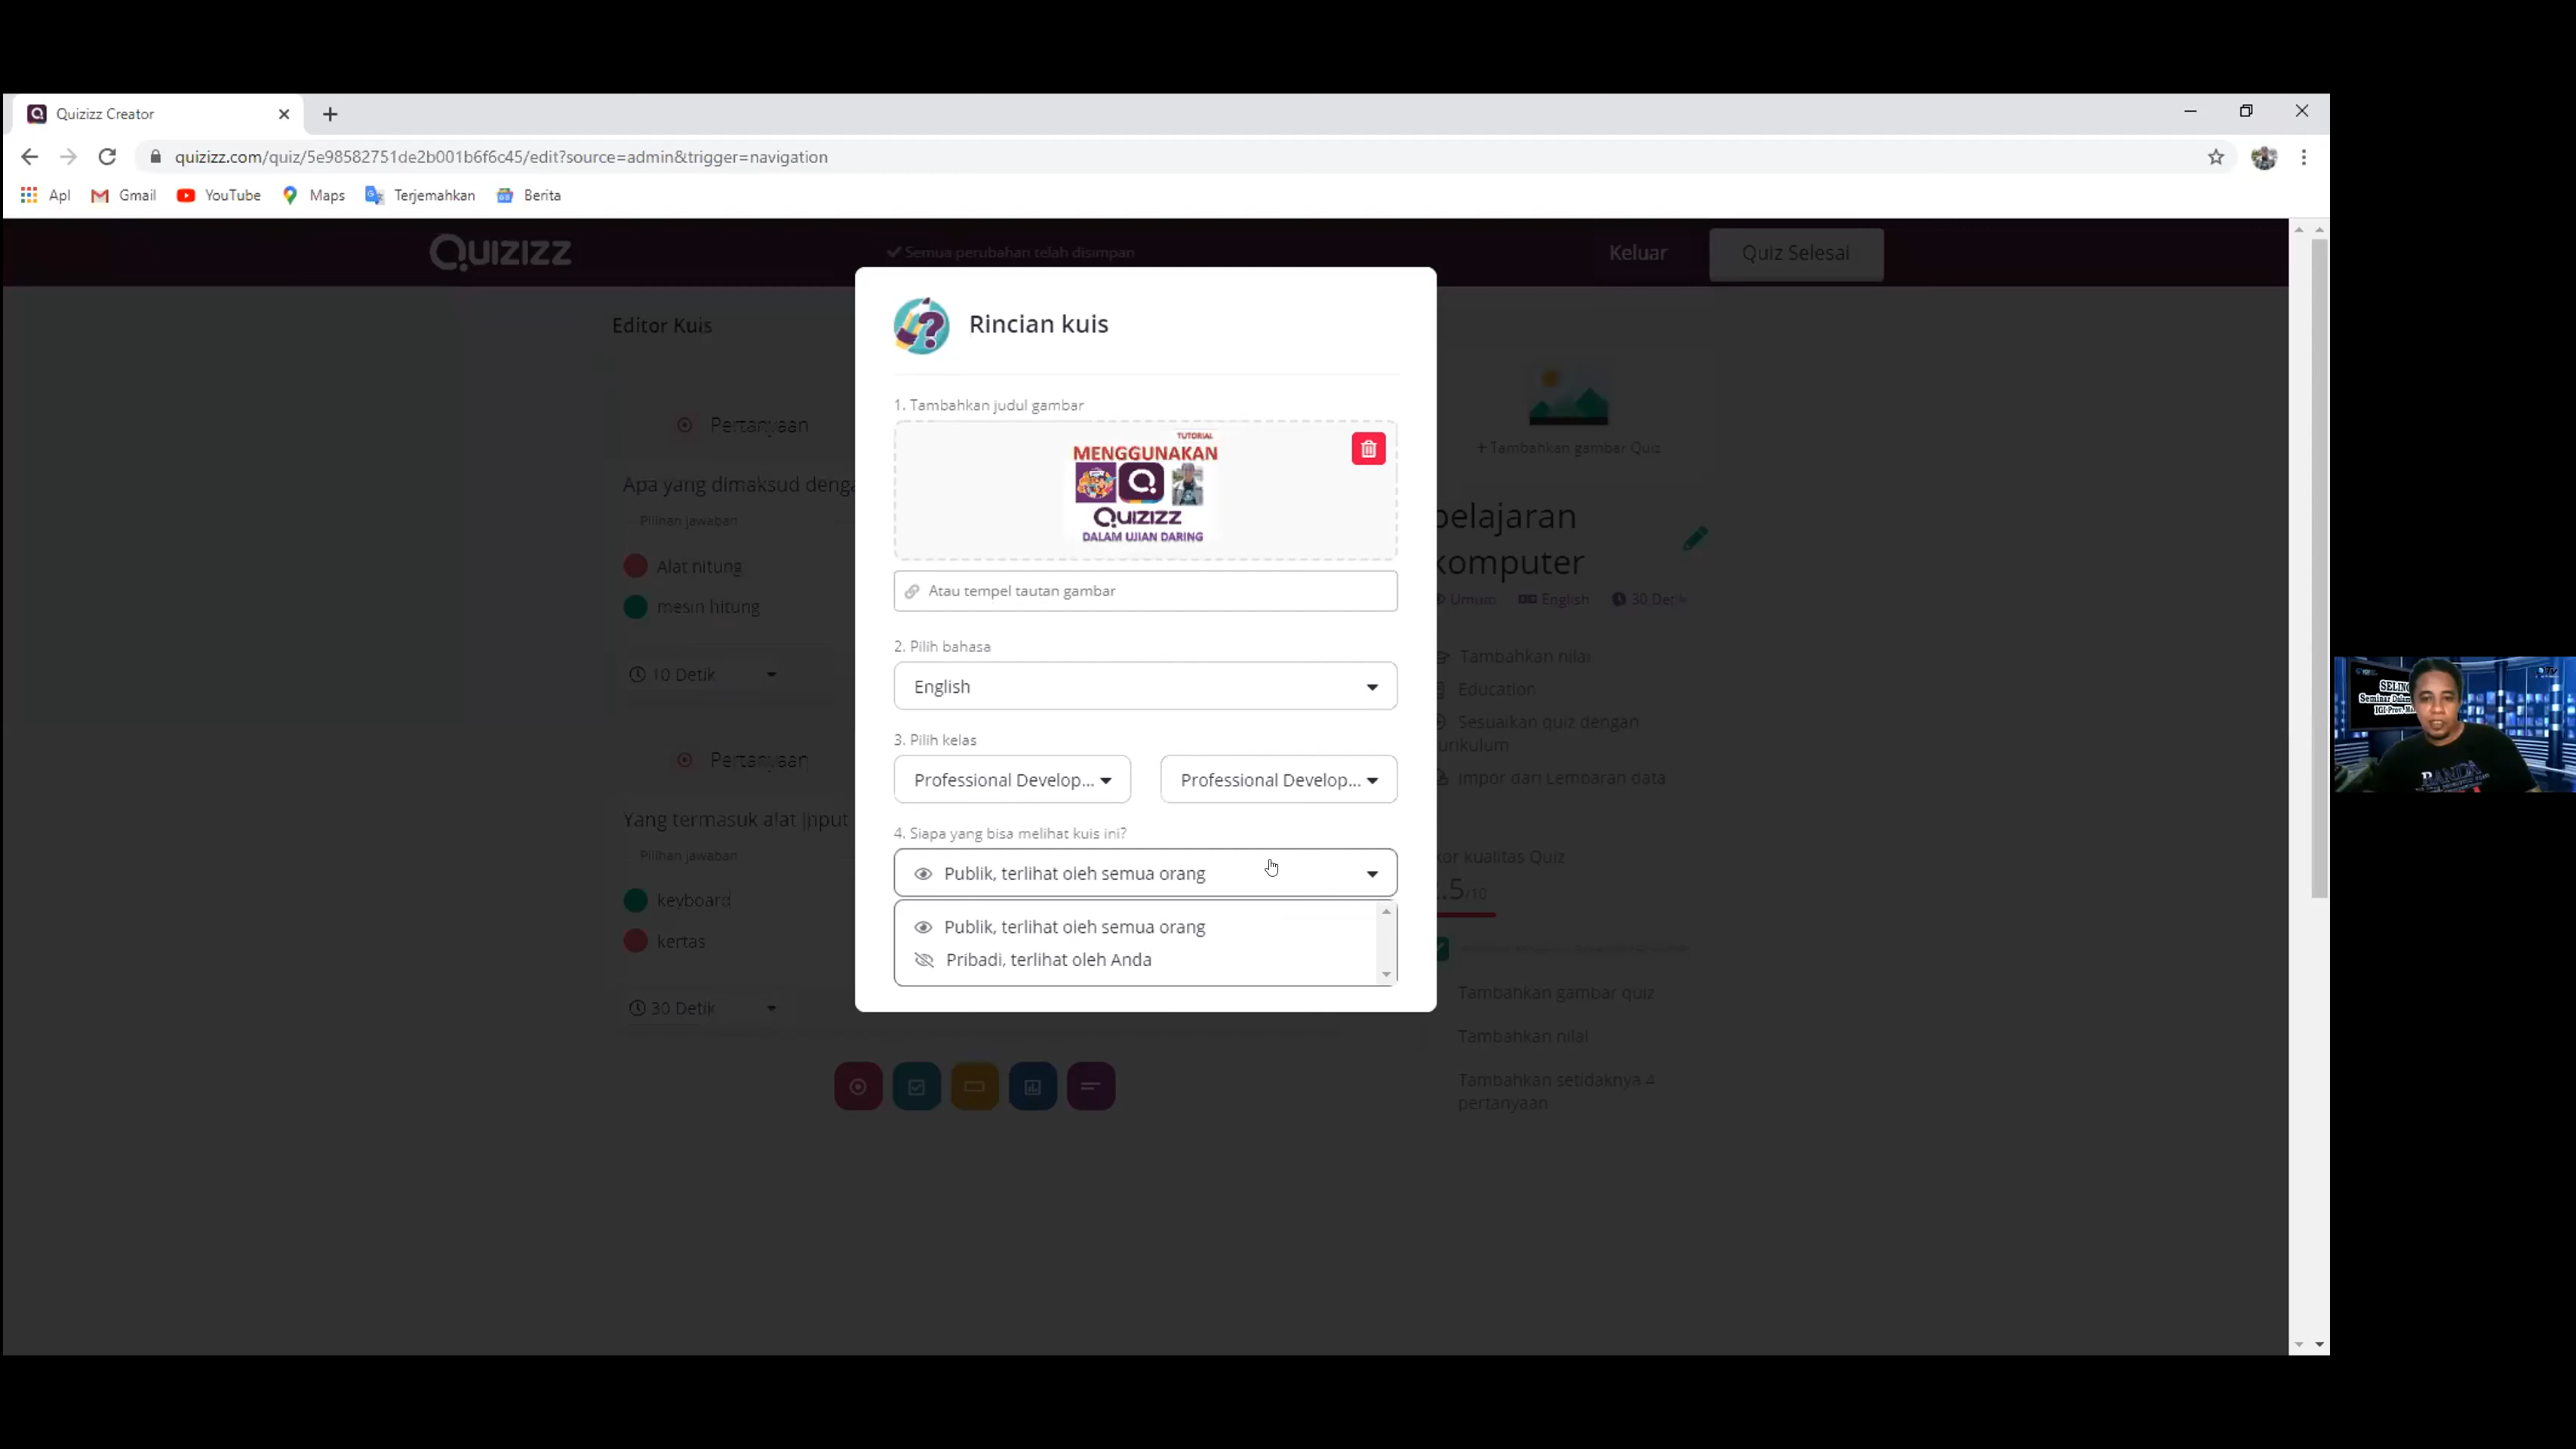 Quizizz Creator
quizizz.com/quiz/5e98582751de2b001b6f6c45/edit?source=admin&trigger=navigation
Apl Gmail YouTube Maps Terjemahkan Berita
QUIZIZZ
Semua perubahan telah disimpan
Keluar
Quiz Selesai
Editor Kuis
Pertanyaan
Apa yang dimaksud denga
Pilihan jawaban
Alat hitung
mesin hitung
10 Detik
Pertanyaan
Yang termasuk alat input
Pilihan jawaban
keyboard
kertas
30 Detik
Rincian kuis
1. Tambahkan judul gambar
TUTORIAL
MENGGUNAKAN
QUIZIZZ
DALAM UJIAN DARING
Atau tempel tautan gambar
2. Pilih bahasa
English
3. Pilih kelas
Professional Develop... Professional Develop...
4. Siapa yang bisa melihat kuis ini?
Publik, terlihat oleh semua orang
Publik, terlihat oleh semua orang
Pribadi, terlihat oleh Anda
+Tambahkan gambar Quiz
pelajaran
komputer
Umum English 30 Detik
Tambahkan nilai
Education
Sesuaikan quiz dengan
urikulum
Impor dari Lembaran data
kor kualitas Quiz
.5/10
Tambahkan gambar quiz
Tambahkan nilai
Tambahkan setidaknya 4
pertanyaan
BANDA